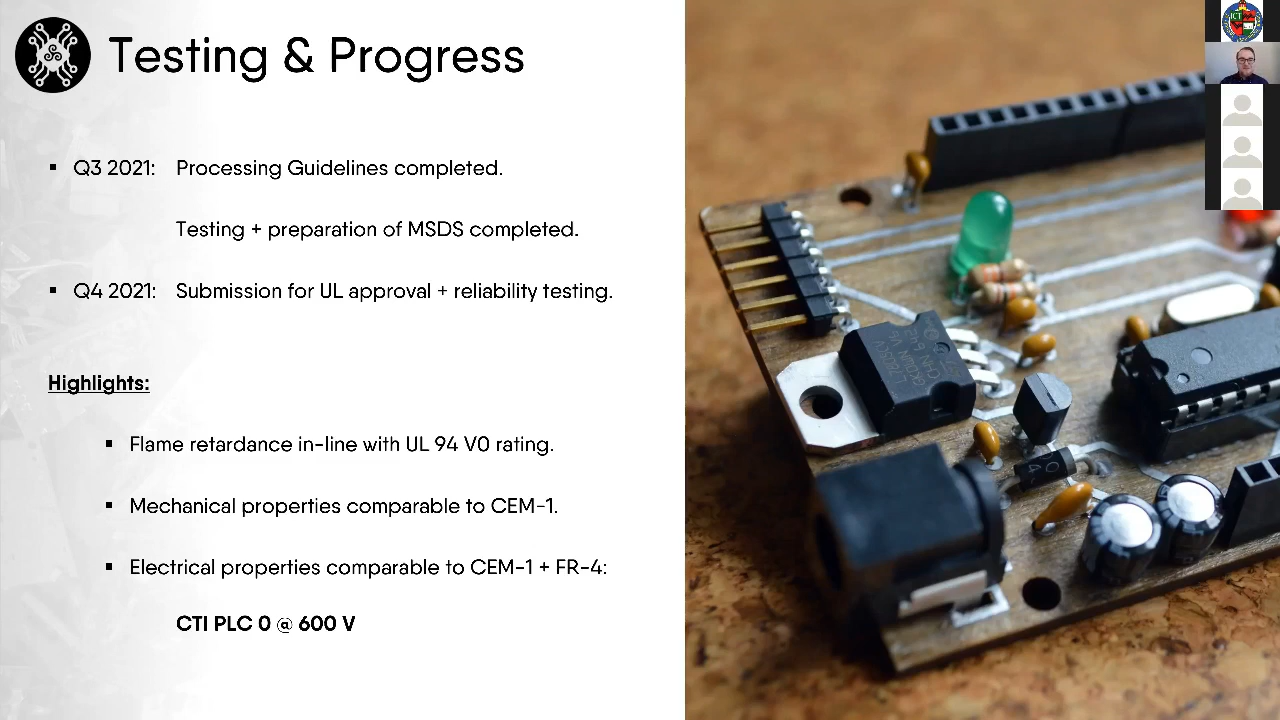 Testing & Progress
▪ Q3 2021: Processing Guidelines completed.
Testing + preparation of MSDS completed.
▪ Q4 2021: Submission for UL approval + reliability testing.
Highlights:
▪ Flame retardance in-line with UL 94 V0 rating.
▪ Mechanical properties comparable to CEM-1.
▪ Electrical properties comparable to CEM-1 + FR-4:
CTI PLC 0 @ 600 V
ICT